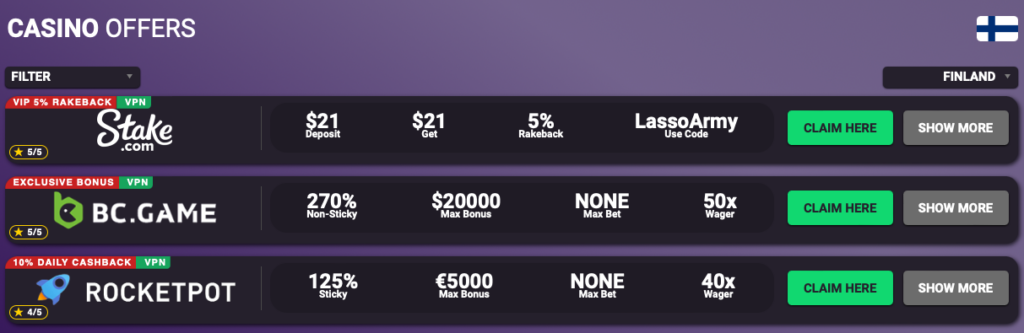 CASINO OFFERS
FILTER
FINLAND
VIP 5% RAKEBACK VPN
Stake.com
5/5
$21 $21 5% LassoArmy
Deposit Get Rakeback Use Code
CLAIM HERE SHOW MORE
EXCLUSIVE BONUS VPN
BC.GAME
5/5
270% $20000 NONE 50x
Non-Sticky Max Bonus Max Bet Wager
CLAIM HERE SHOW MORE
10% DAILY CASHBACK VPN
ROCKETPOT
4/5
125% €5000 NONE 40x
Sticky Max Bonus Max Bet Wager
CLAIM HERE SHOW MORE